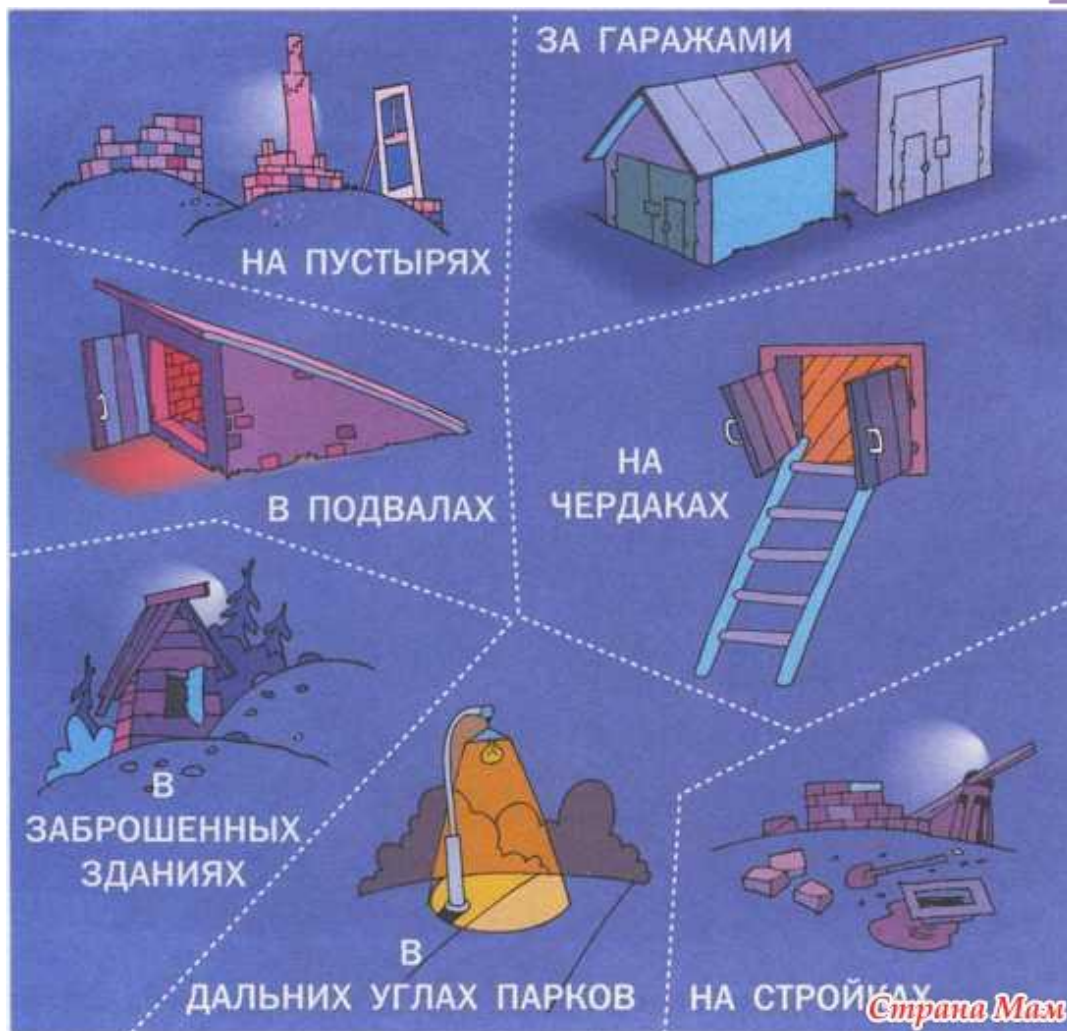 ЗА ГАРАЖАМИ
НА ПУСТЫРЯХ
В ПОДВАЛАХ
НА
ЧЕРДАКАХ
В
ЗАБРОШЕННЫХ
ЗДАНИЯХ
В
ДАЛЬНИХ УГЛАХ ПАРКОВ
НА СТРОЙКАХ
Страна Мам